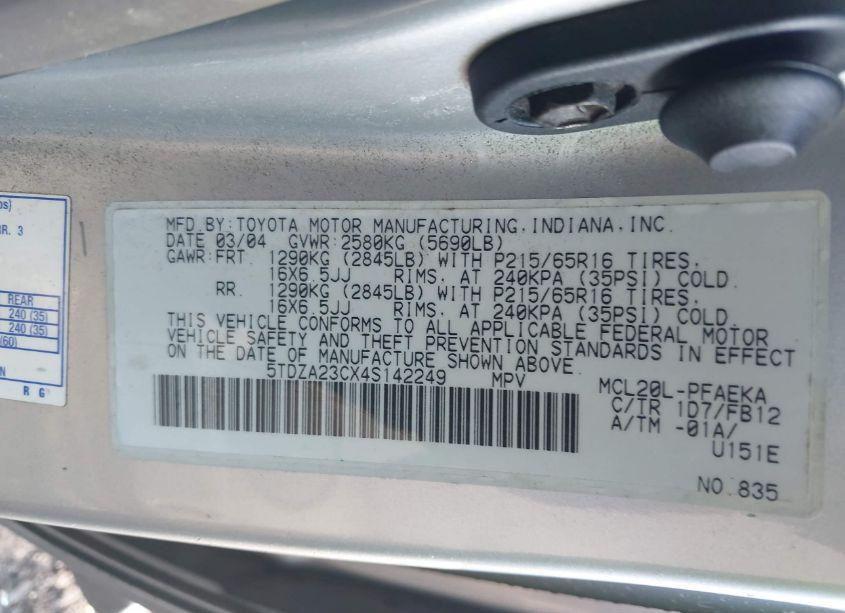 os)
RR. 3
REAR
240 (35)
240 (35)
(60)
N
R G
MFD.BY:TOYOTA MOTOR MANUFACTURING,INDIANA,INC.
DATE 03/04 GVWR:2580KG (5690LB)
GAWR:FRT. 1290KG (2845LB) WITH P215/65R16 TIRES,
16X6.5JJ RIMS, AT 240KPA (35PSI) COLD.
RR. 1290KG (2845LB) WITH P215/65R16 TIRES,
16X6.5JJ RIMS, AT 240KPA (35PSI) COLD.
THIS VEHICLE CONFORMS TO ALL APPLICABLE FEDERAL MOTOR
VEHICLE SAFETY AND THEFT PREVENTION STANDARDS IN EFFECT
ON THE DATE OF MANUFACTURE SHOWN ABOVE.
5TDZA23CX4S142249 MPV
MCL20L-PFAEKA
C/TR 1D7/FB12
A/TM -01A/
U151E
NO.835